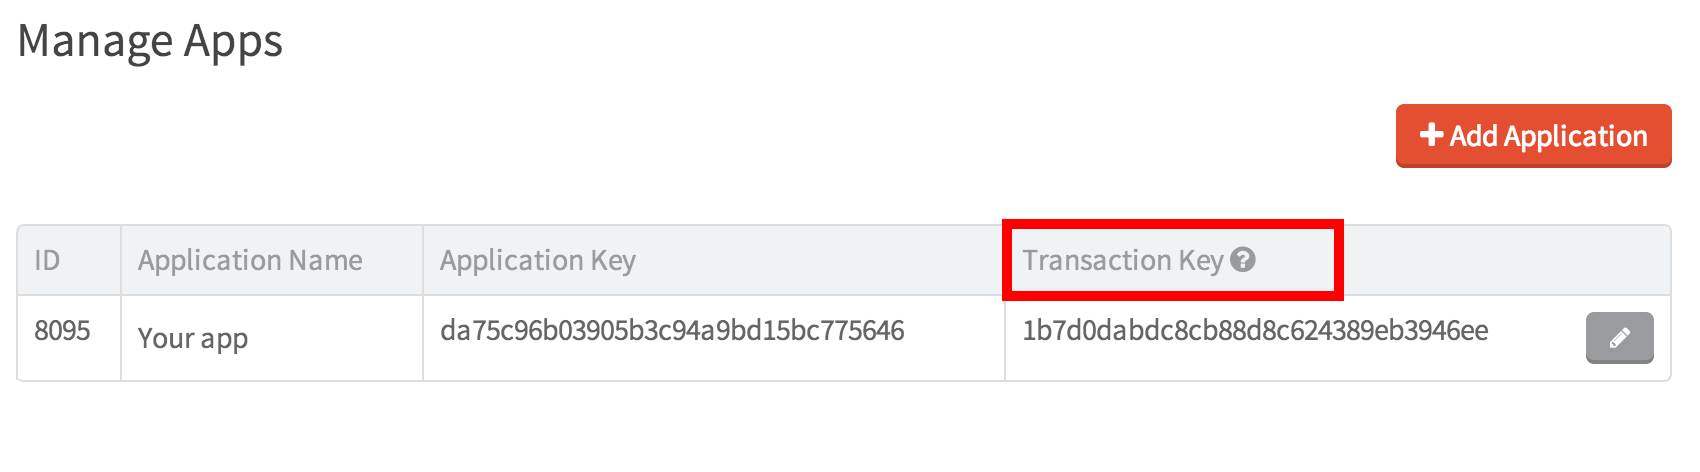 Manage Apps
Add Application
ID Application Name Application Key Transaction Key
8095 Your app da75c96b03905b3c94a9bd15bc775646 1b7d0dabdc8cb88d8c624389eb3946ee